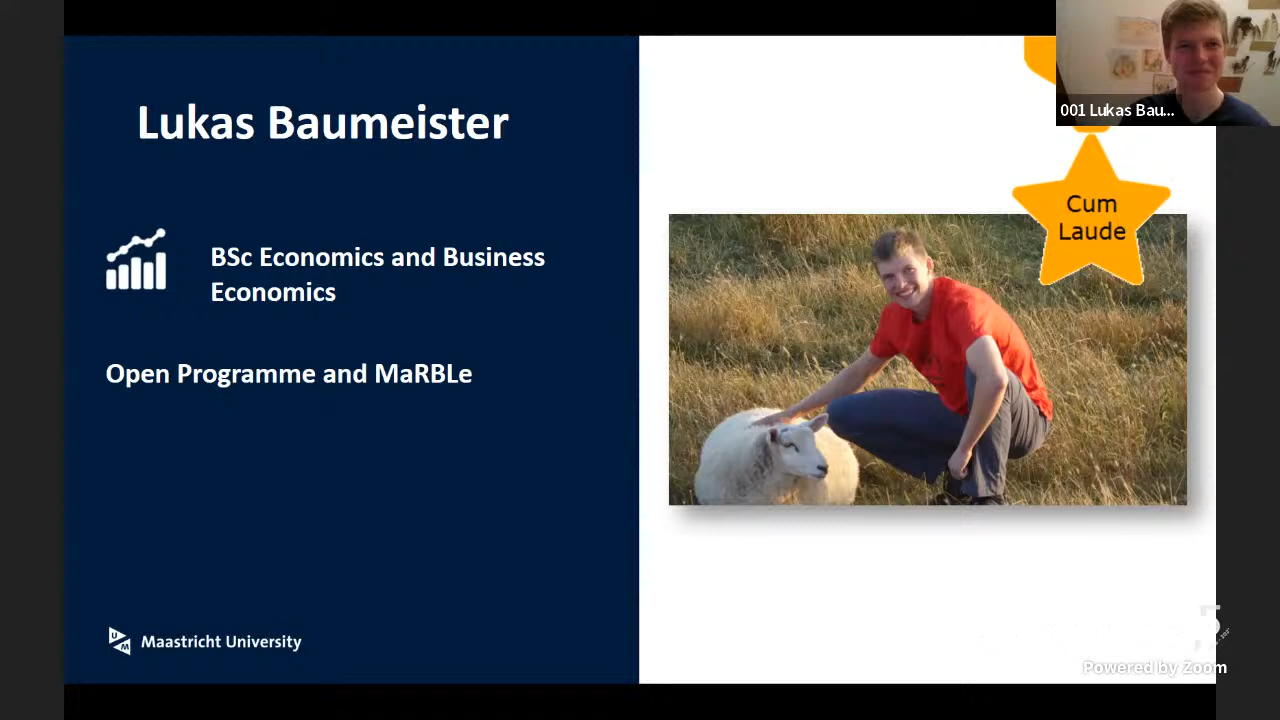 Lukas Baumeister
BSc Economics and Business
Economics
Open Programme and MaRBLe
UM Maastricht University
001 Lukas Bau...
Cum
Laude
Powered by Zoom